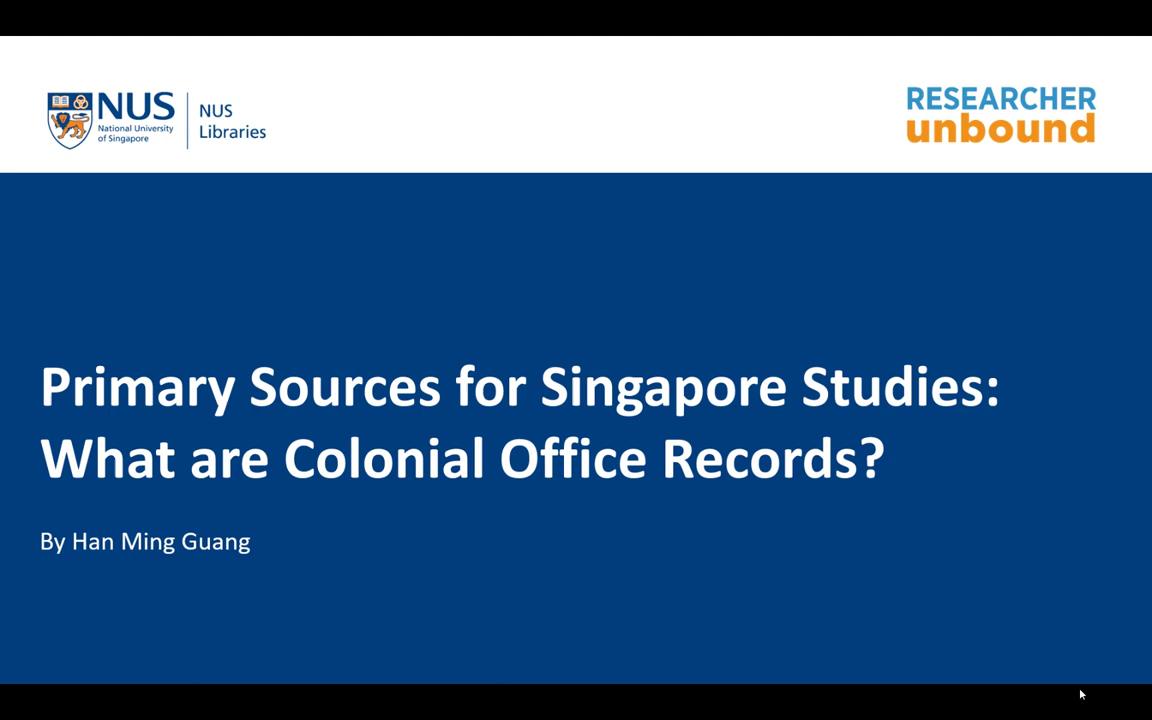 NUS
National University
of Singapore
NUS
Libraries
RESEARCHER
unbound
Primary Sources for Singapore Studies:
What are Colonial Office Records?
By Han Ming Guang